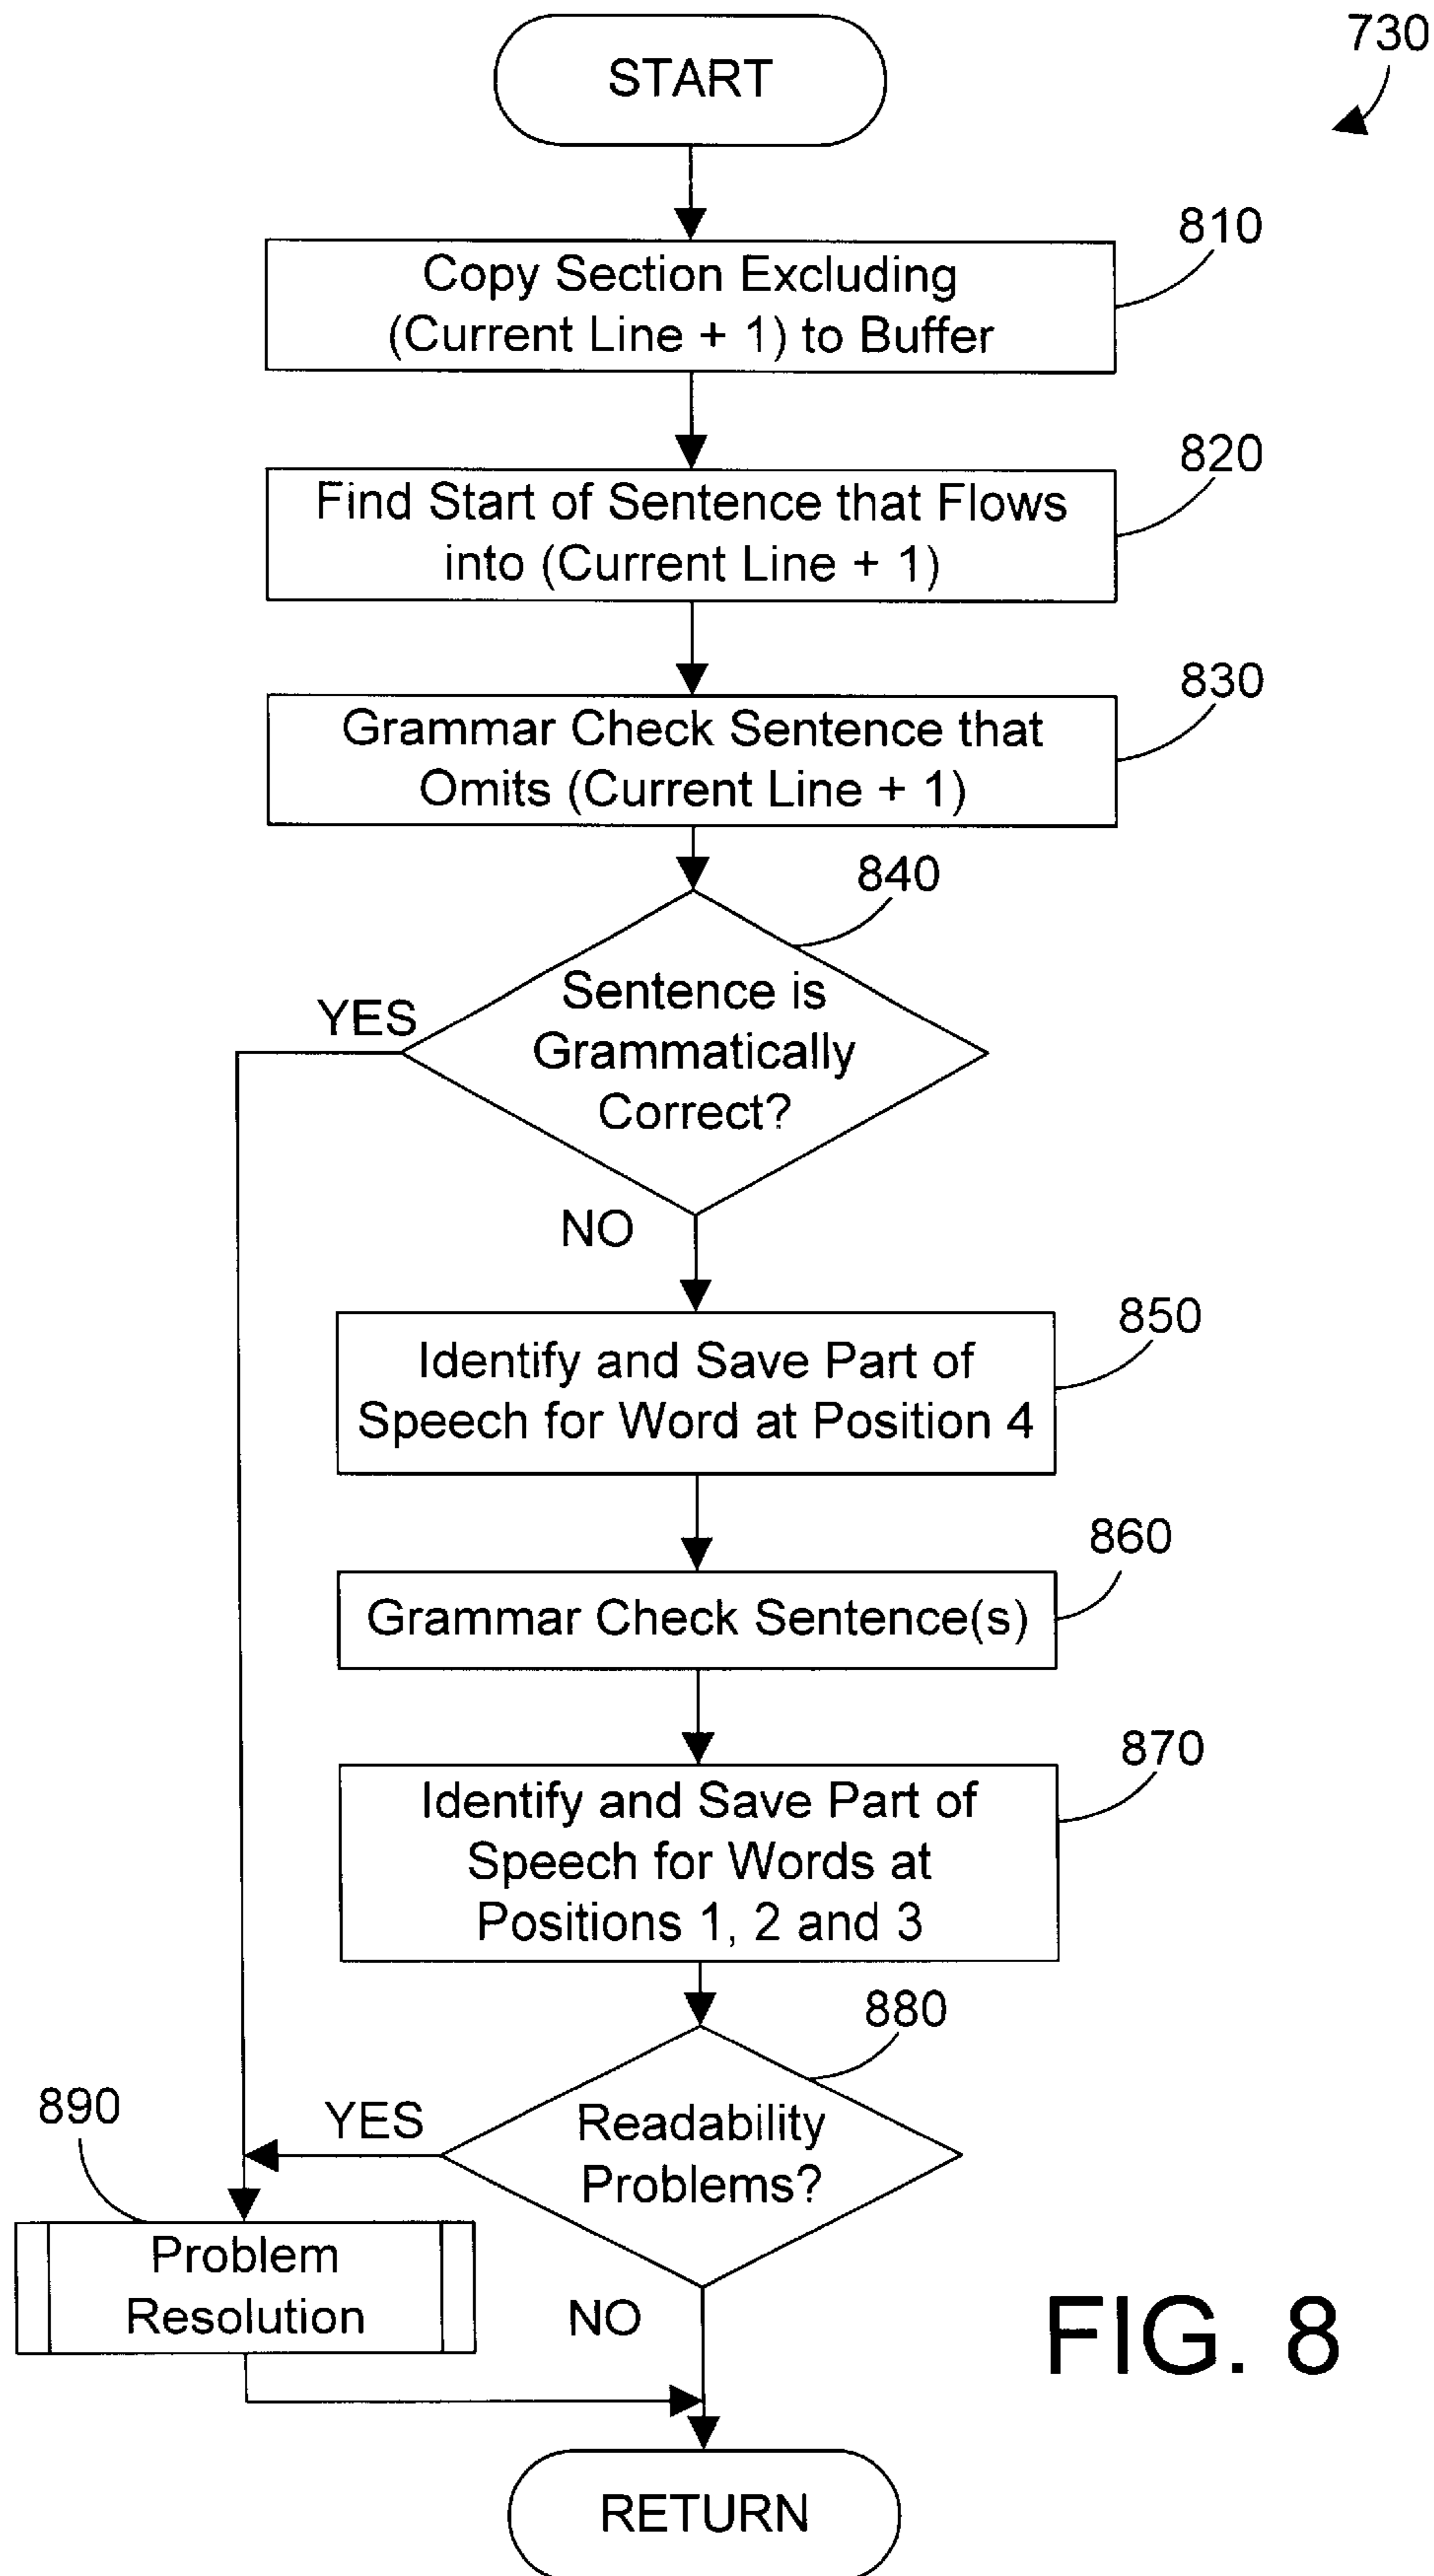 730
START
810
Copy Section Excluding
(Current Line + 1) to Buffer
820
Find Start of Sentence that Flows
into (Current Line + 1)
830
Grammar Check Sentence that
Omits (Current Line + 1)
840
Sentence is
Grammatically
Correct?
YES
NO
850
Identify and Save Part of
Speech for Word at Position 4
860
Grammar Check Sentence(s)
870
Identify and Save Part of
Speech for Words at
Positions 1, 2 and 3
880
Readability
Problems?
YES
890
Problem
Resolution
NO
FIG. 8
RETURN